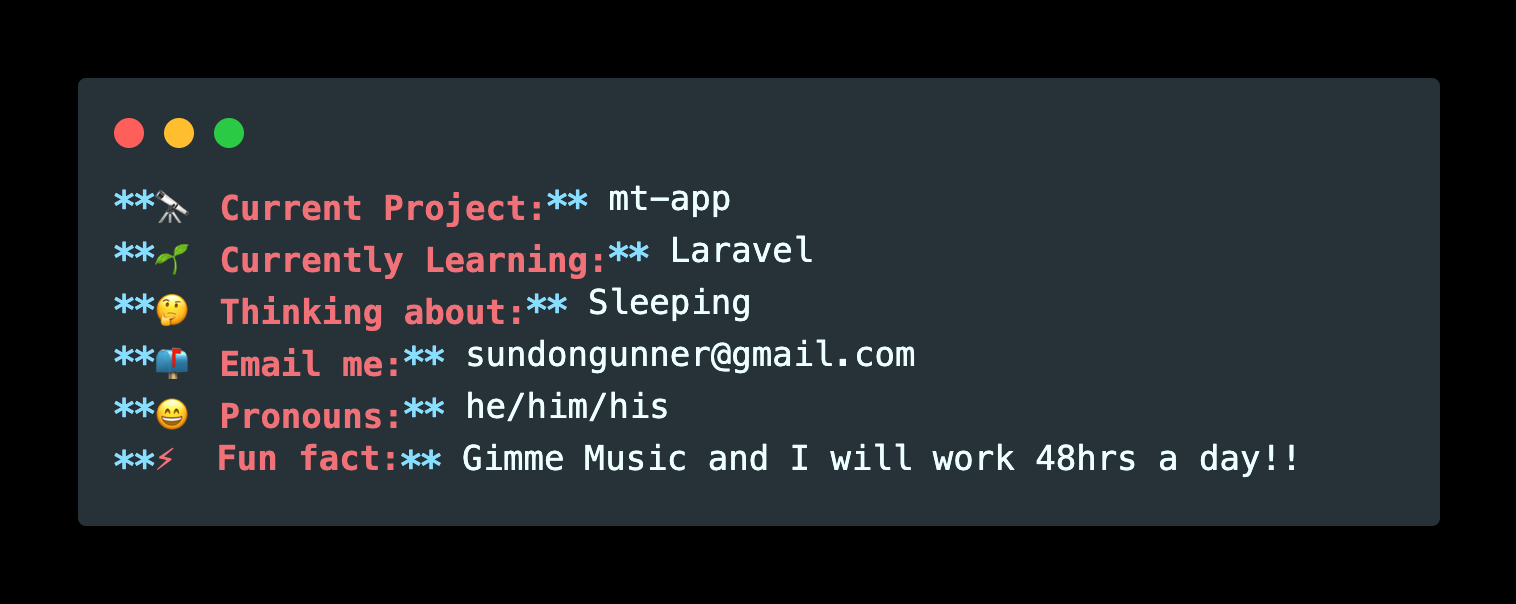 **🔭 Current Project:** mt-app
**🌱 Currently Learning:** Laravel
**🤔 Thinking about:** Sleeping
**📫 Email me:** sundongunner@gmail.com
**😄 Pronouns:** he/him/his
**⚡ Fun fact:** Gimme Music and I will work 48hrs a day!!